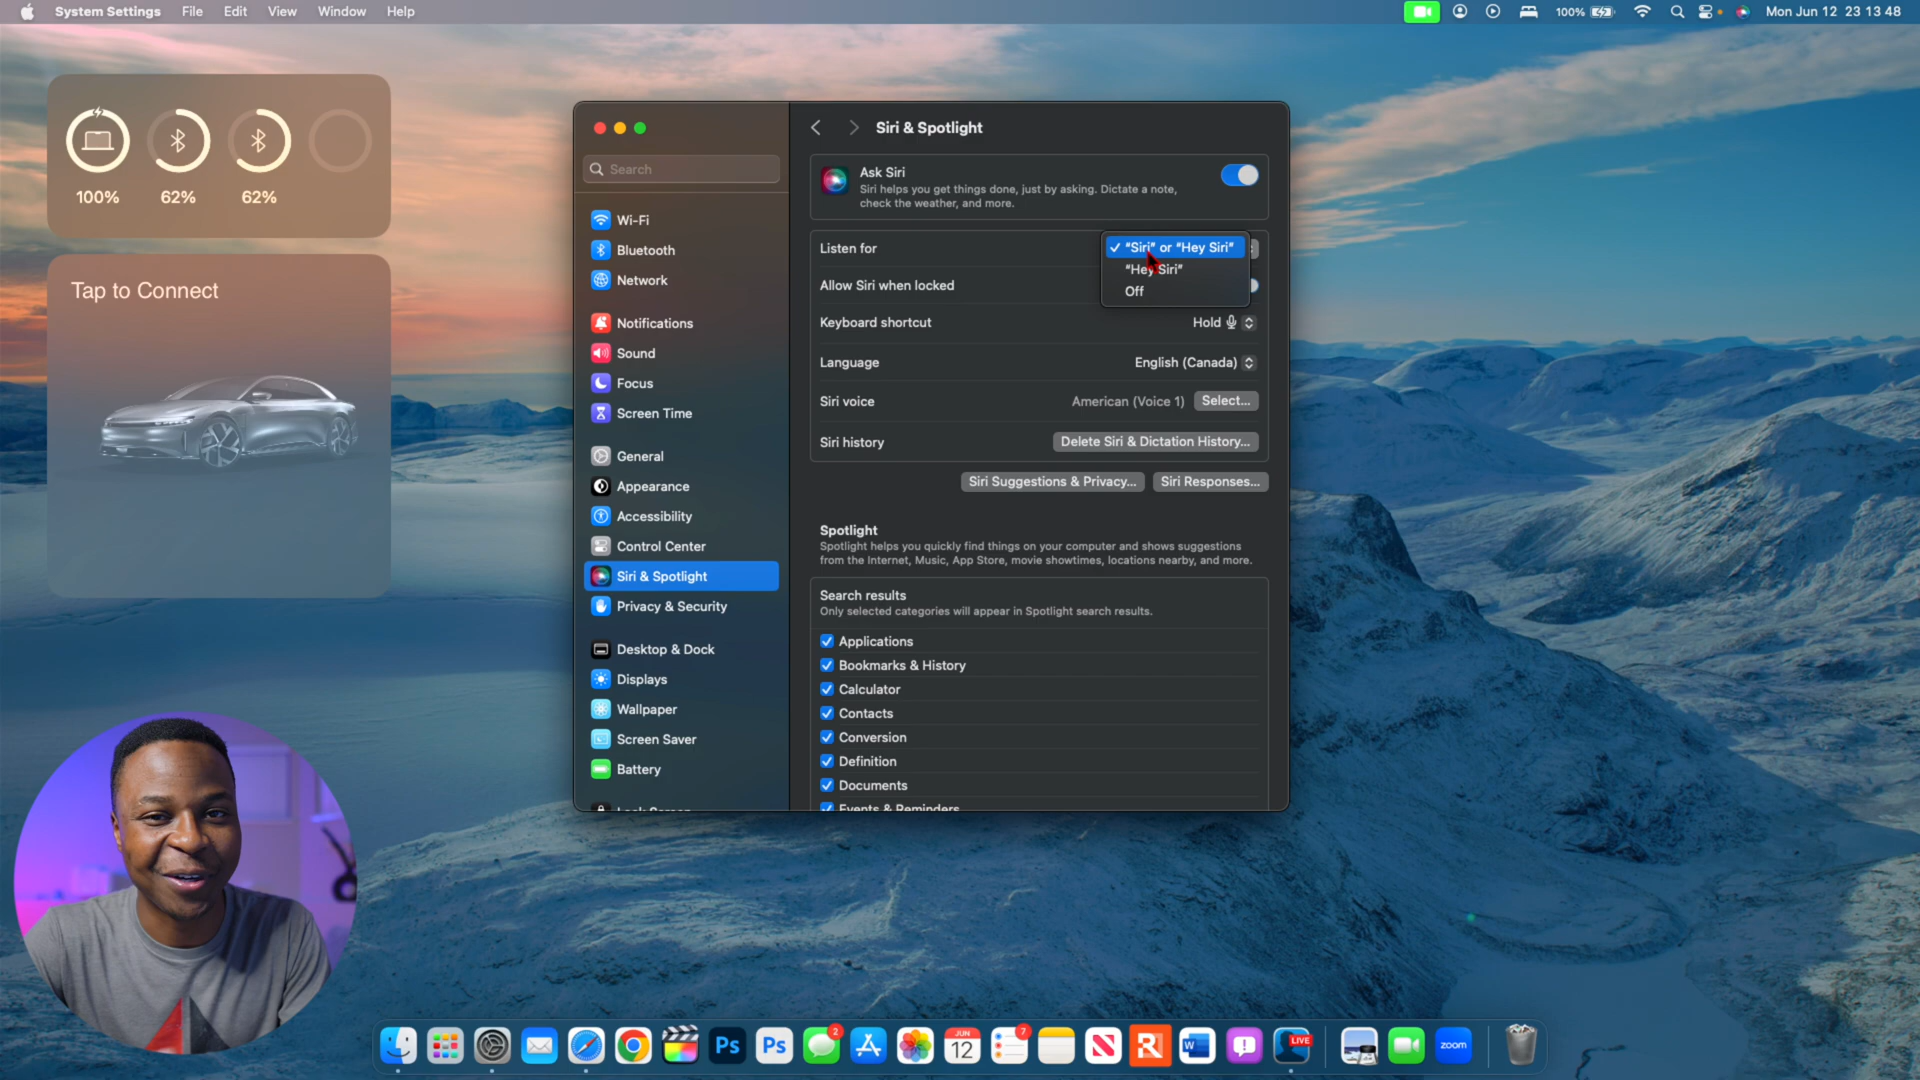 System Settings File Edit View Window Help
100% Mon Jun 12 23 13 48
100% 62% 62%
Tap to Connect
Search
Wi-Fi
Bluetooth
Network
Notifications
Sound
Focus
Screen Time
General
Appearance
Accessibility
Control Center
Siri & Spotlight
Privacy & Security
Desktop & Dock
Displays
Wallpaper
Screen Saver
Battery
Lock Screen
Siri & Spotlight
Ask Siri
Siri helps you get things done, just by asking. Dictate a note,
check the weather, and more.
Listen for
"Siri" or "Hey Siri"
"Hey Siri"
Off
Allow Siri when locked
Keyboard shortcut Hold
Language English (Canada)
Siri voice American (Voice 1) Select...
Siri history Delete Siri & Dictation History...
Siri Suggestions & Privacy... Siri Responses...
Spotlight
Spotlight helps you quickly find things on your computer and shows suggestions
from the Internet, Music, App Store, movie showtimes, locations nearby, and more.
Search results
Only selected categories will appear in Spotlight search results.
Applications
Bookmarks & History
Calculator
Contacts
Conversion
Definition
Documents
Events & Reminders
Ps Ps 2 JUN 12 7 N R W LIVE zoom